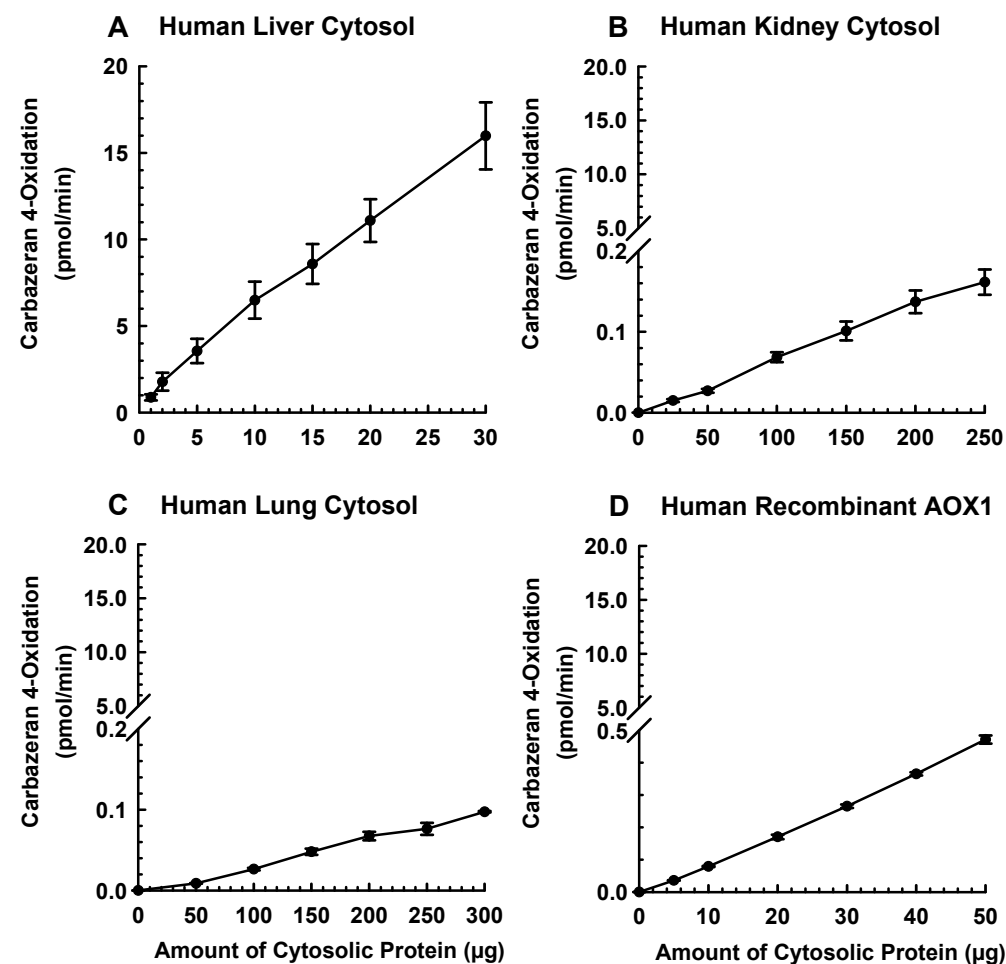 A Human Liver Cytosol
Carbazeran 4-Oxidation
(pmol/min)
20
15
10
5
0
0 5 10 15 20 25 30
B Human Kidney Cytosol
Carbazeran 4-Oxidation
(pmol/min)
20.0
15.0
10.0
5.0
0.2
0.1
0.0
0 50 100 150 200 250
C Human Lung Cytosol
Carbazeran 4-Oxidation
(pmol/min)
20.0
15.0
10.0
5.0
0.2
0.1
0.0
0 50 100 150 200 250 300
Amount of Cytosolic Protein (µg)
D Human Recombinant AOX1
Carbazeran 4-Oxidation
(pmol/min)
20.0
15.0
10.0
5.0
0.5
0.0
0 10 20 30 40 50
Amount of Cytosolic Protein (µg)